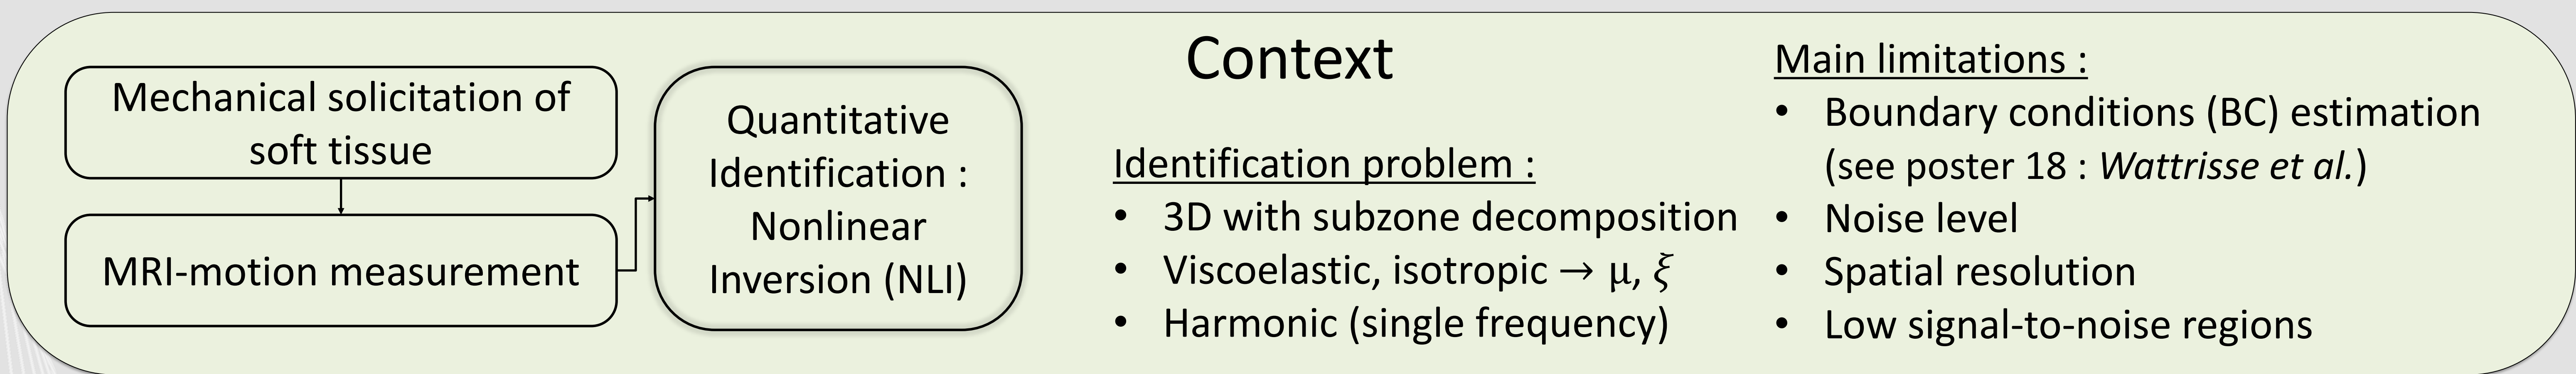 Context
Mechanical solicitation of
soft tissue
MRI-motion measurement
Quantitative
Identification :
Nonlinear
Inversion (NLI)
Identification problem :
• 3D with subzone decomposition
• Viscoelastic, isotropic → μ, ξ
• Harmonic (single frequency)
Main limitations :
• Boundary conditions (BC) estimation
(see poster 18 : Wattrisse et al.)
• Noise level
• Spatial resolution
• Low signal-to-noise regions